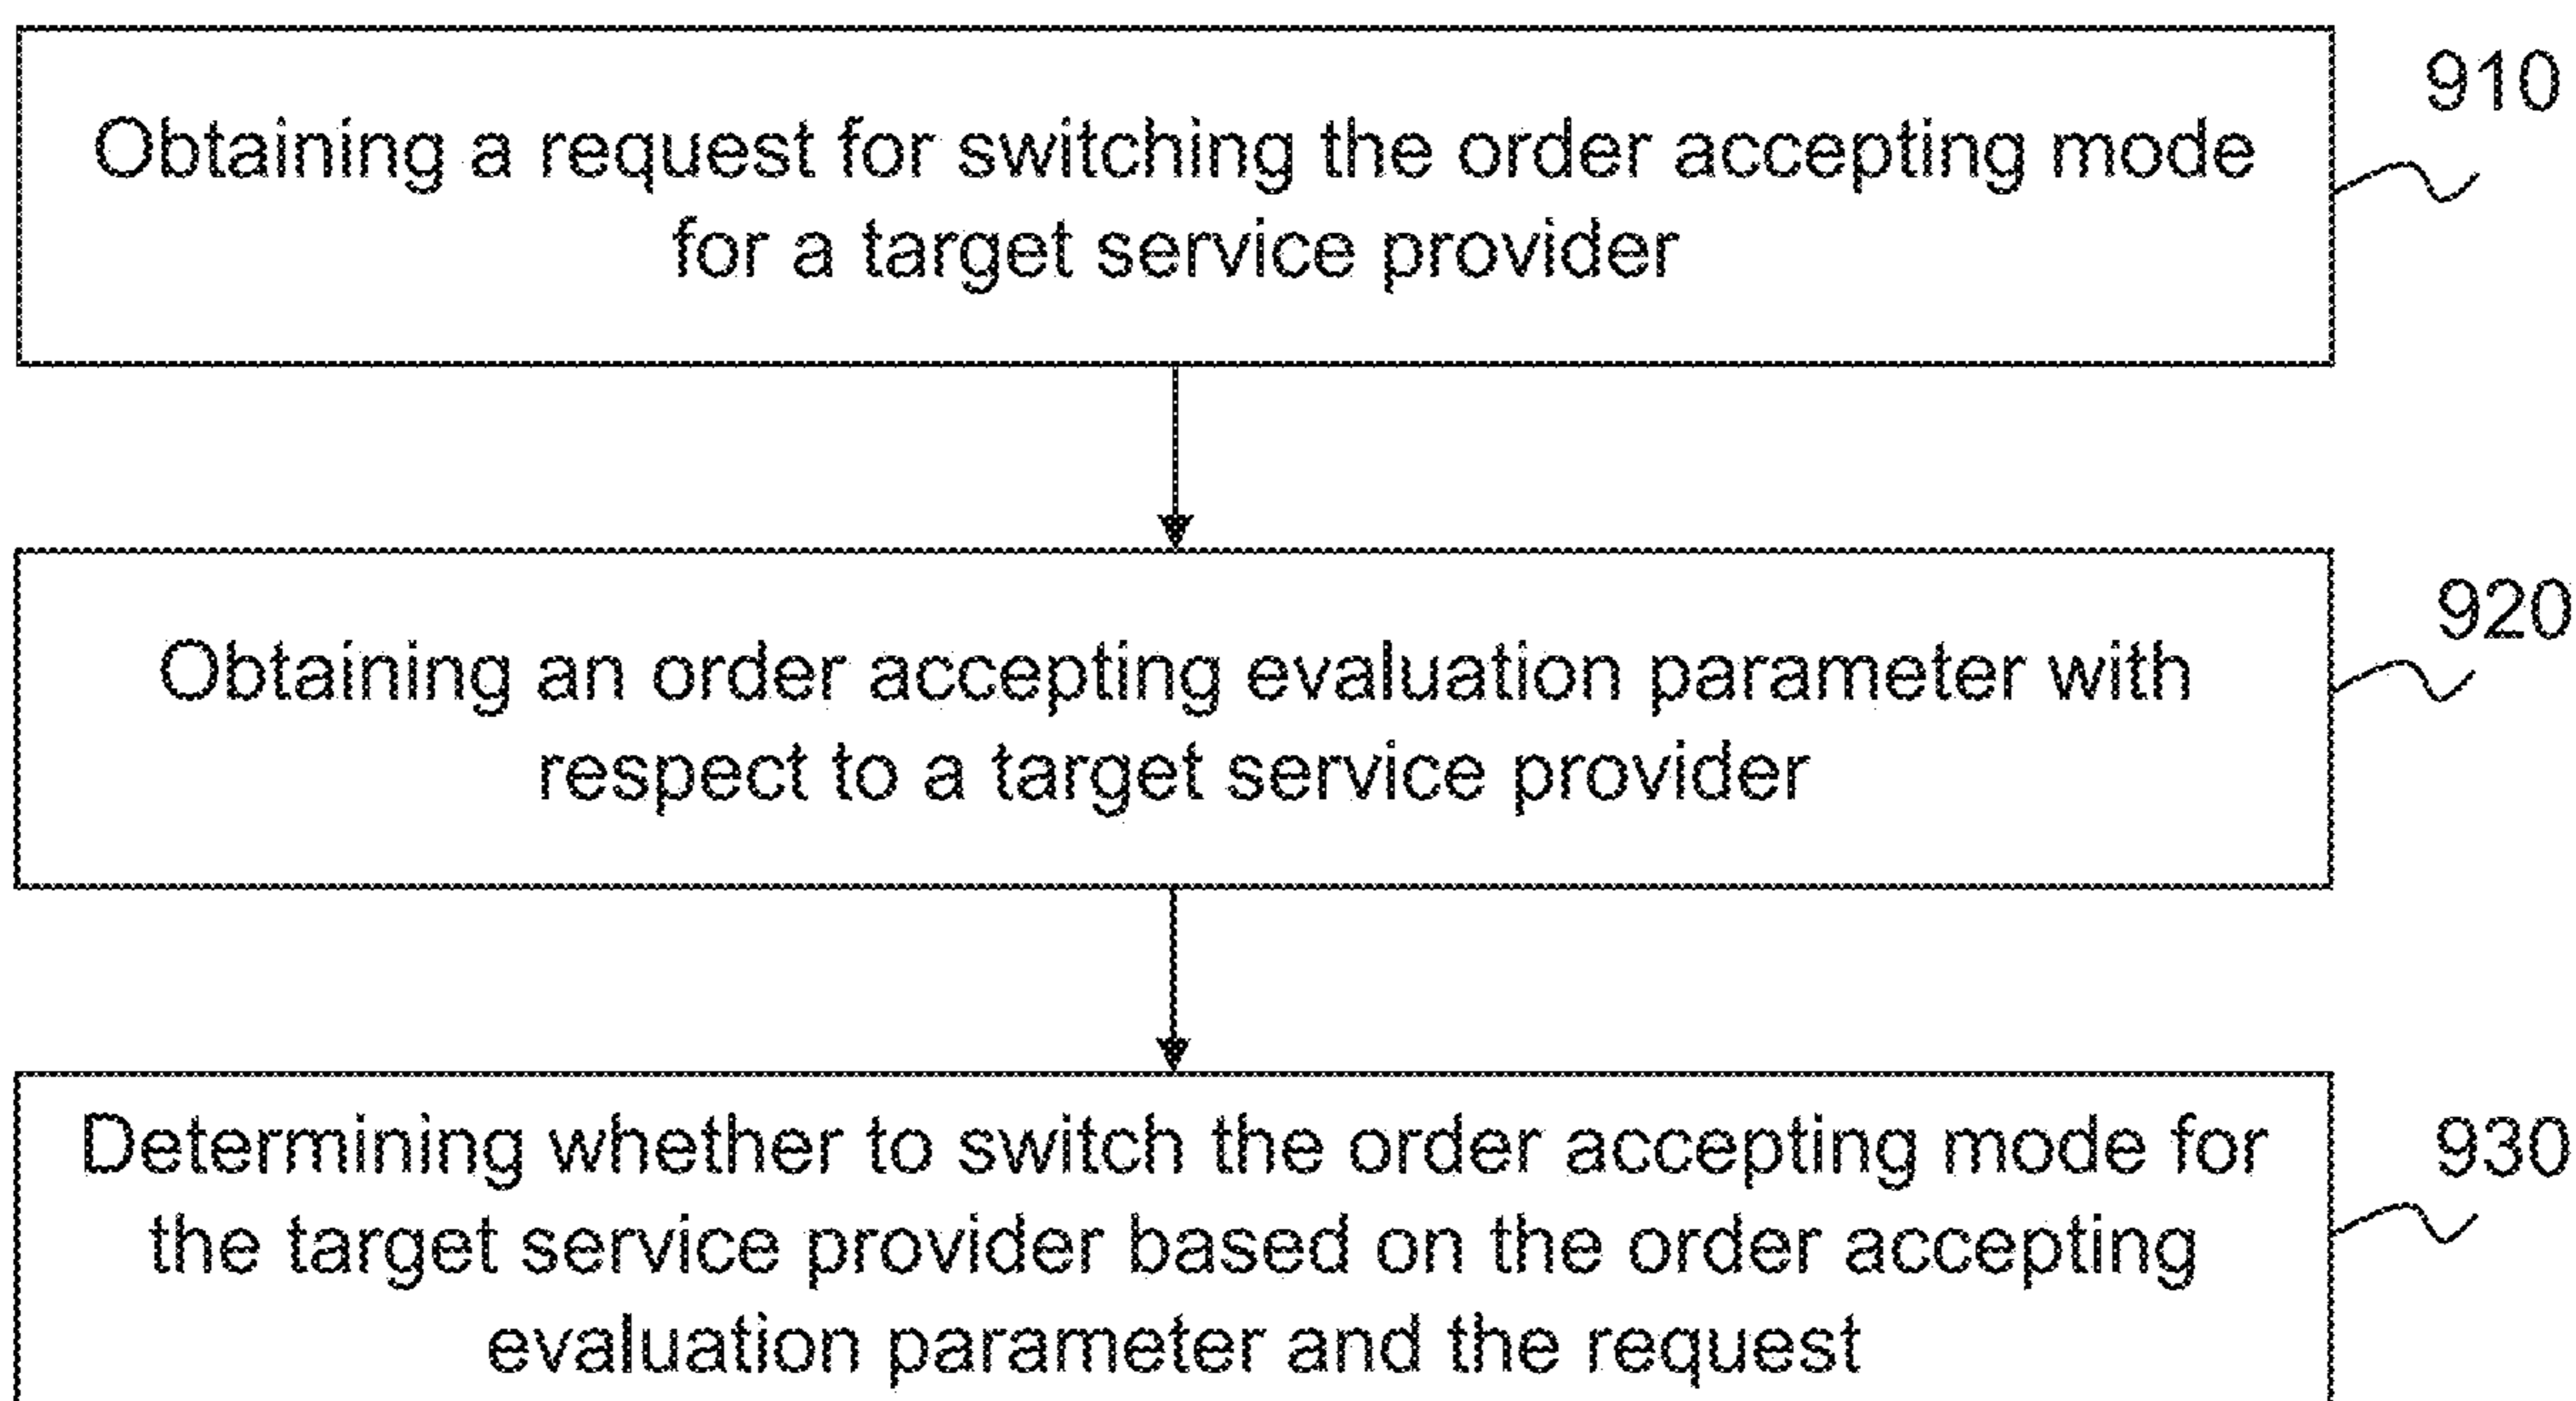 910
Obtaining a request for switching the order accepting mode
for a target service provider
920
Obtaining an order accepting evaluation parameter with
respect to a target service provider
930
Determining whether to switch the order accepting mode for
the target service provider based on the order accepting
evaluation parameter and the request